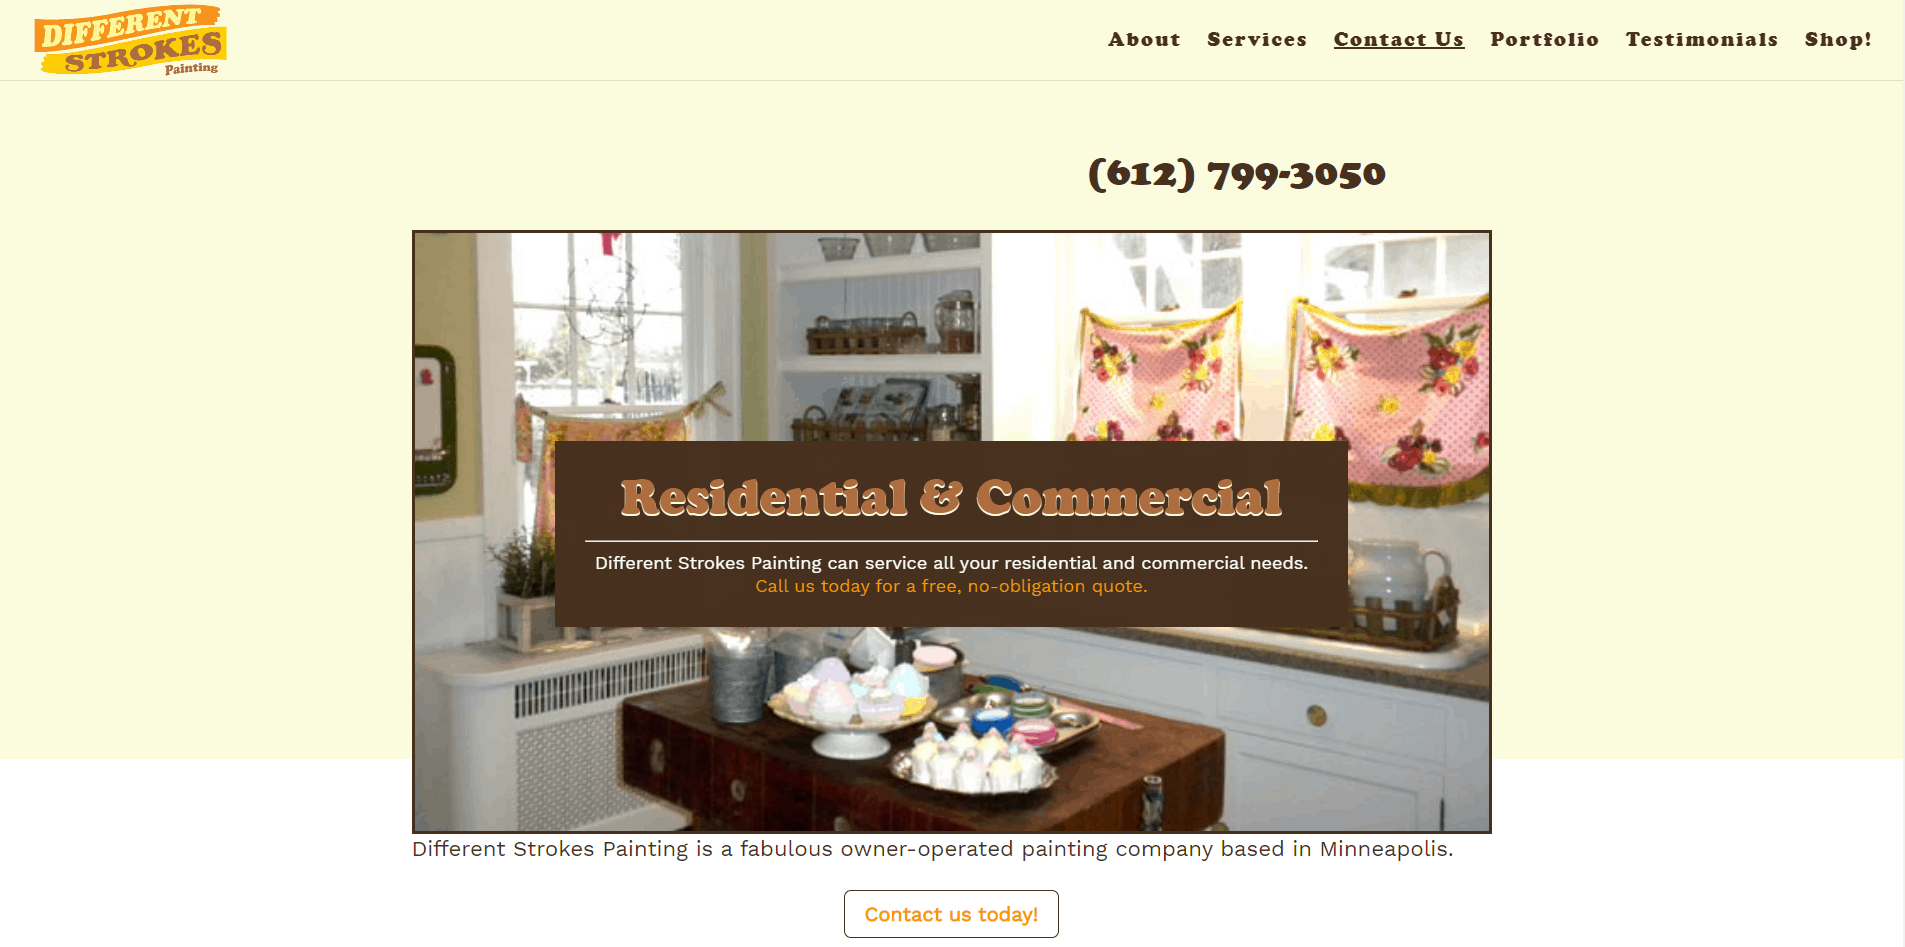 DIFFERENT
STROKES
Painting
About Services Contact Us Portfolio Testimonials Shop!
(612) 799-3050
Residential & Commercial
Different Strokes Painting can service all your residential and commercial needs.
Call us today for a free, no-obligation quote.
Different Strokes Painting is a fabulous owner-operated painting company based in Minneapolis.
Contact us today!